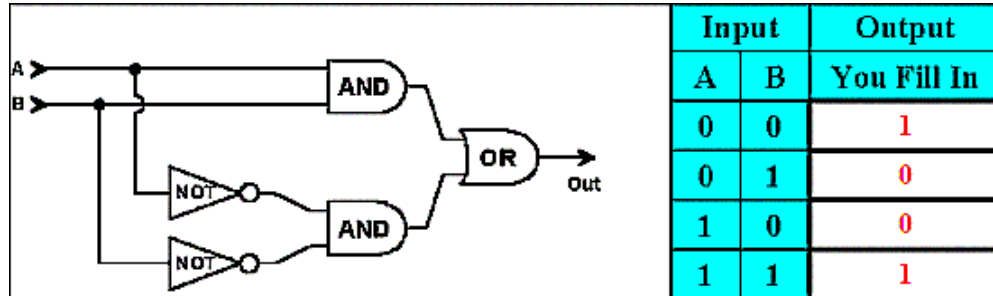 A
B
AND
OR
Out
NOT
AND
NOT
Input Output
A B You Fill In
0 0 1
0 1 0
1 0 0
1 1 1